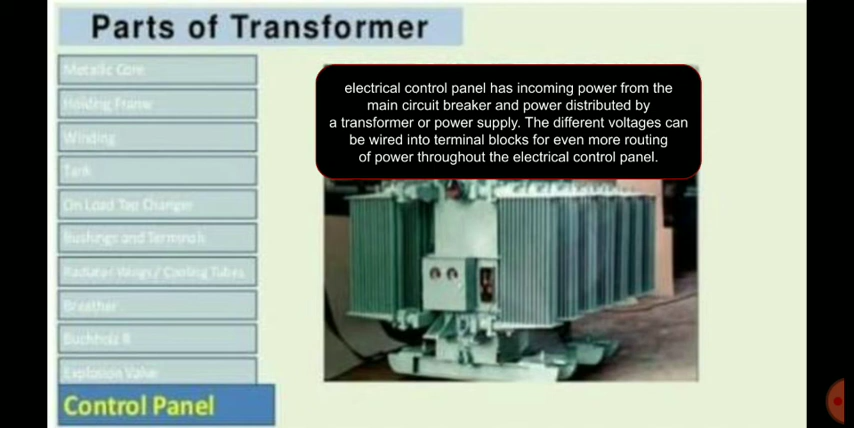 Parts of Transformer
Metallic Core
Holding Frame
Winding
Tank
On Load Tap Changer
Bushings and Terminals
Radiator Wings/ Cooling Tubes
Breather
Buchholz R
Explosion Valve
Control Panel
electrical control panel has incoming power from the
main circuit breaker and power distributed by
a transformer or power supply. The different voltages can
be wired into terminal blocks for even more routing
of power throughout the electrical control panel.